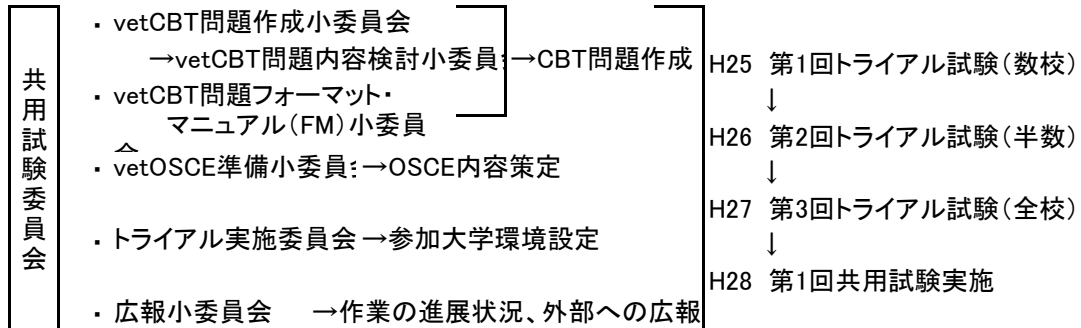 共用試験委員会
・ vetCBT問題作成小委員会
→vetCBT問題内容検討小委員
→CBT問題作成
・ vetCBT問題フォーマット・
マニュアル(FM)小委員
・ vetOSCE準備小委員
→OSCE内容策定
・ トライアル実施委員会 →参加大学環境設定
・ 広報小委員会 →作業の進展状況、外部への広報
H25 第1回トライアル試験(数校)
↓
H26 第2回トライアル試験(半数)
↓
H27 第3回トライアル試験(全校)
↓
H28 第1回共用試験実施